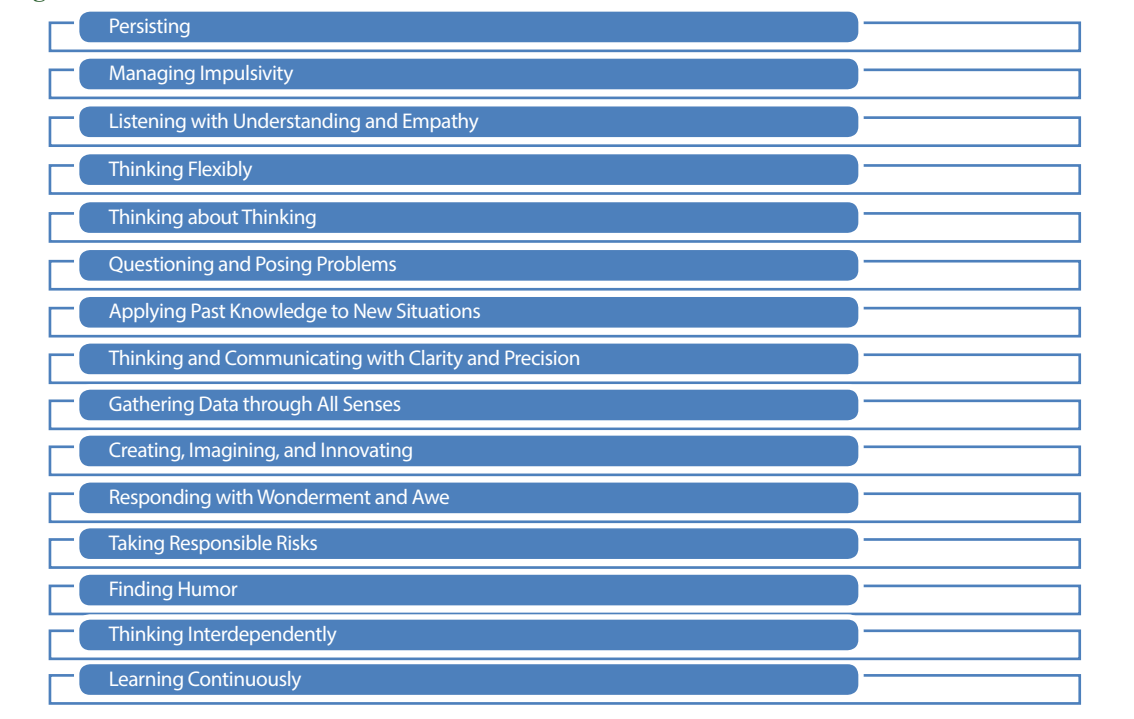 Persisting
Managing Impulsivity
Listening with Understanding and Empathy
Thinking Flexibly
Thinking about Thinking
Questioning and Posing Problems
Applying Past Knowledge to New Situations
Thinking and Communicating with Clarity and Precision
Gathering Data through All Senses
Creating, Imagining, and Innovating
Responding with Wonderment and Awe
Taking Responsible Risks
Finding Humor
Thinking Interdependently
Learning Continuously